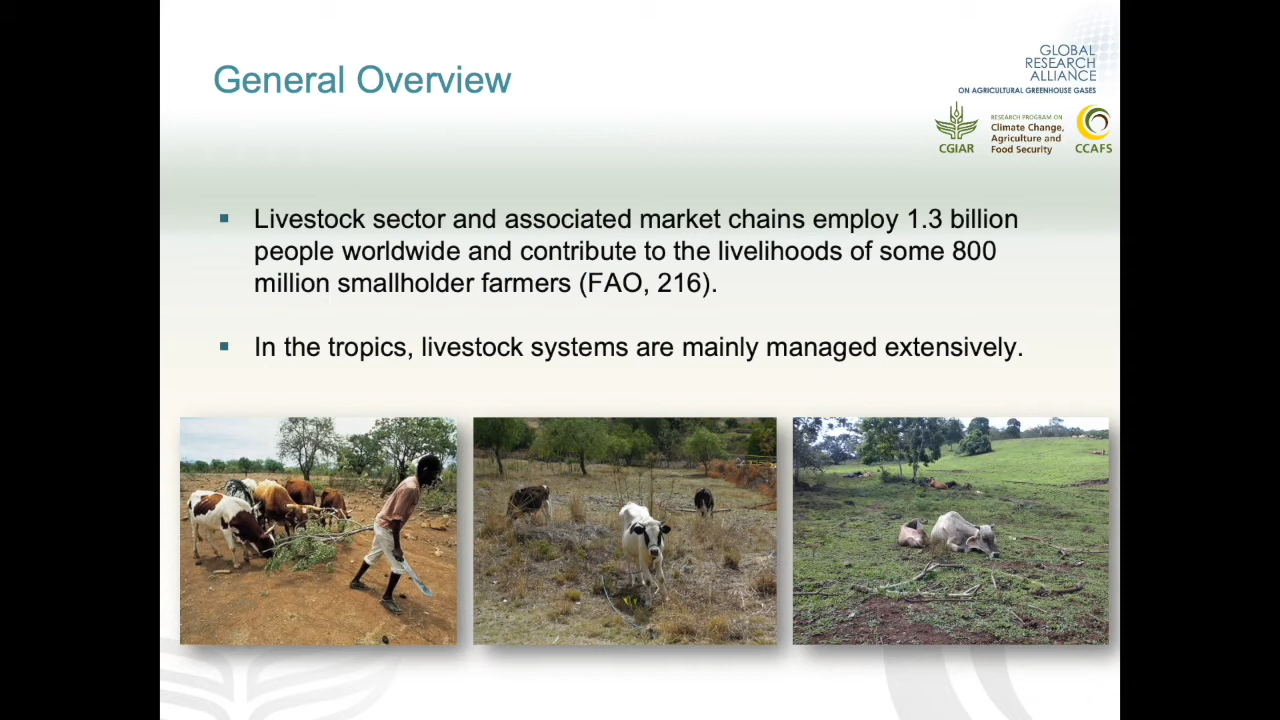 General Overview
GLOBAL
RESEARCH
ALLIANCE
ON AGRICULTURAL GREENHOUSE GASES
CGIAR
RESEARCH PROGRAM ON
Climate Change,
Agriculture and
Food Security
CCAFS
▪ Livestock sector and associated market chains employ 1.3 billion
people worldwide and contribute to the livelihoods of some 800
million smallholder farmers (FAO, 216).
▪ In the tropics, livestock systems are mainly managed extensively.